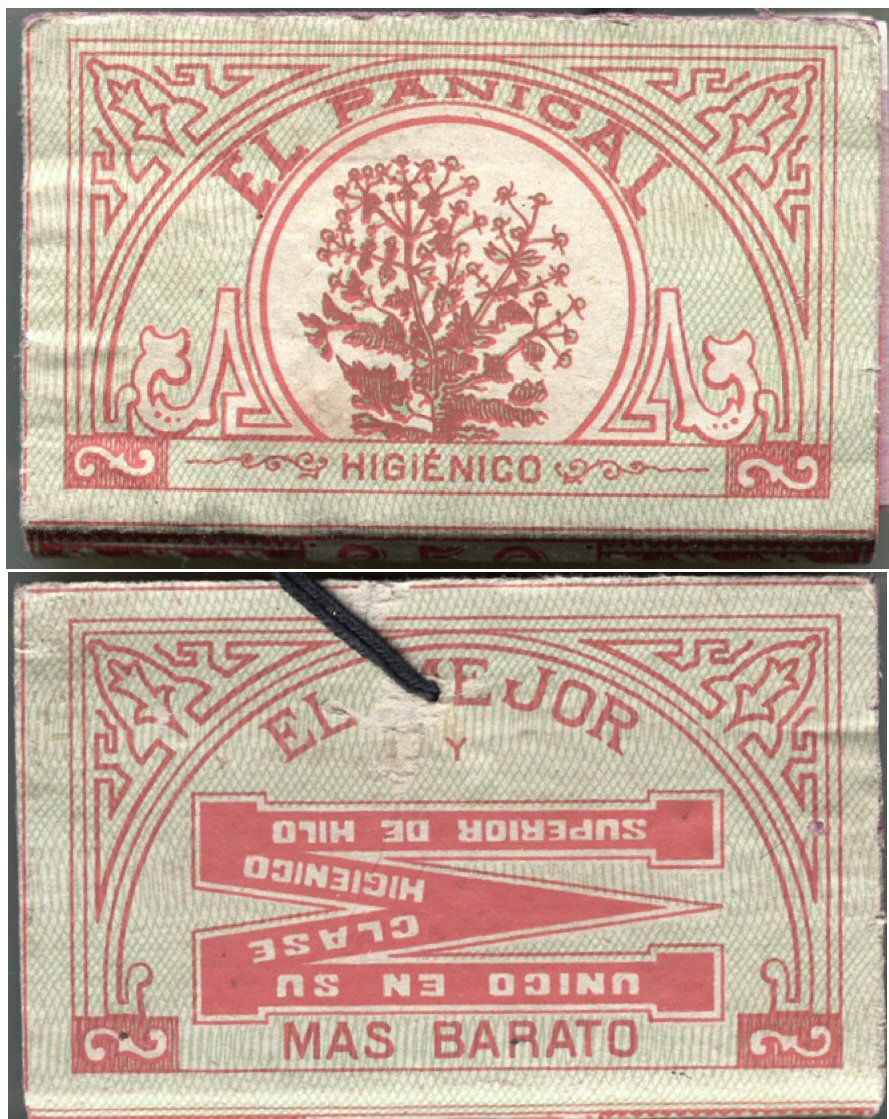 EL PANICAL
HIGIÉNICO
EL MEJOR
Y
UNICO EN SU
CLASE
HIGIENICO
SUPERIOR DE HILO
MAS BARATO